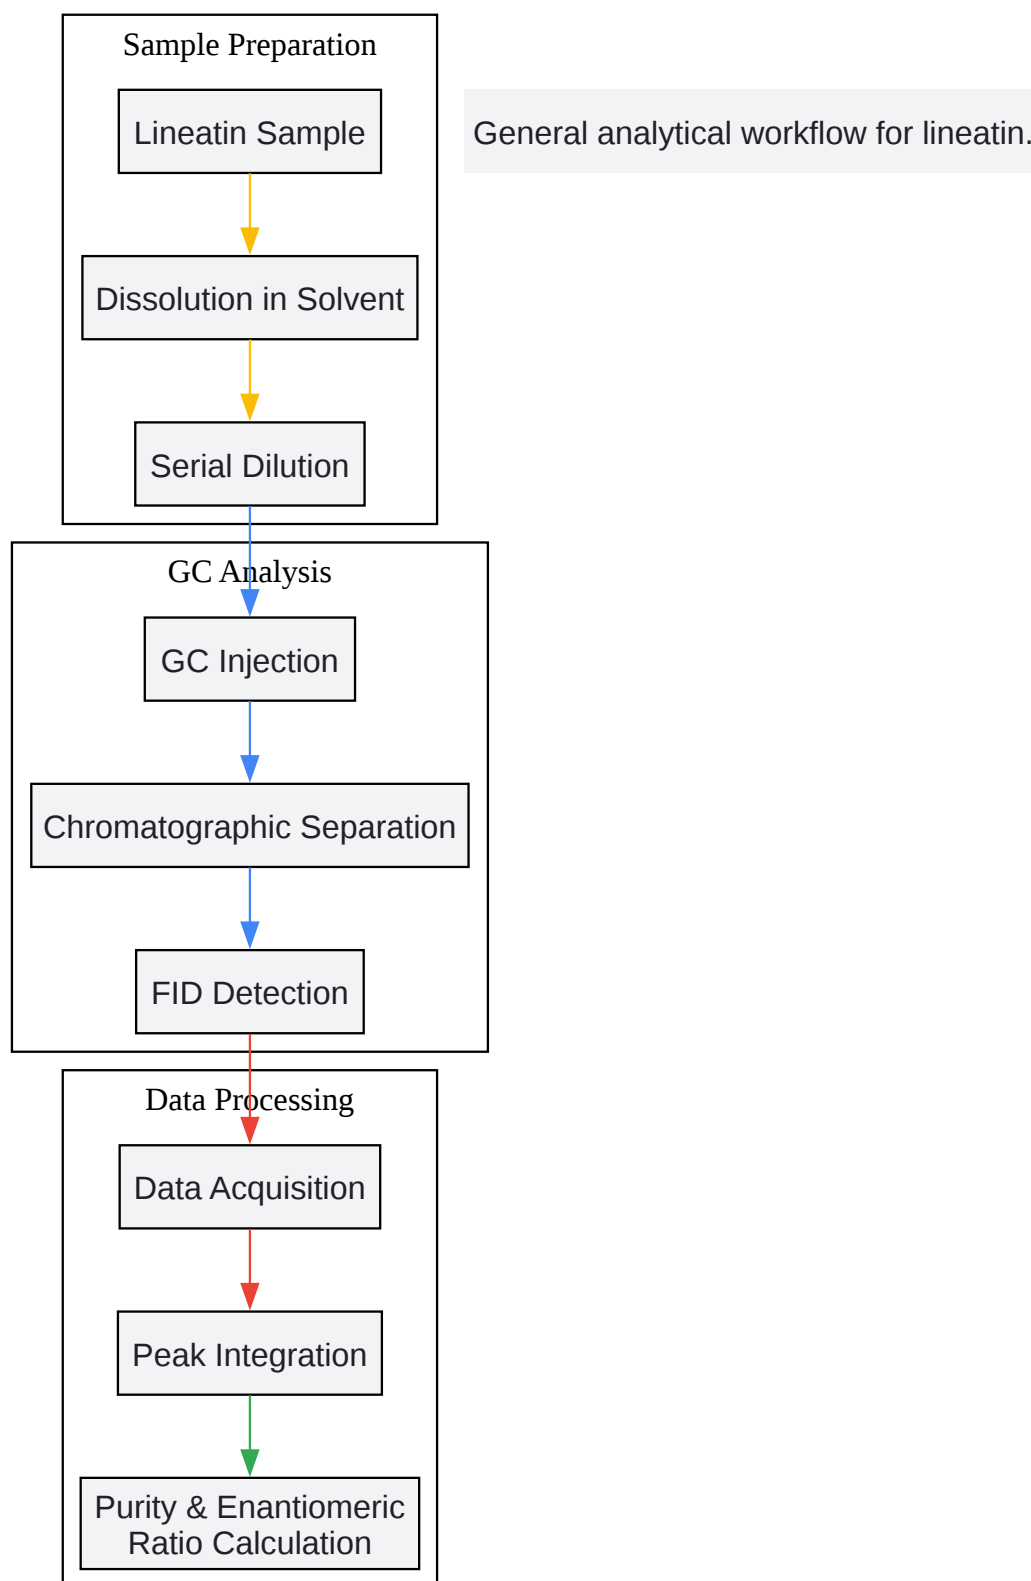 Sample Preparation
Lineatin Sample
General analytical workflow for lineatin.
Dissolution in Solvent
Serial Dilution
GC Analysis
GC Injection
Chromatographic Separation
FID Detection
Data Processing
Data Acquisition
Peak Integration
Purity & Enantiomeric
Ratio Calculation